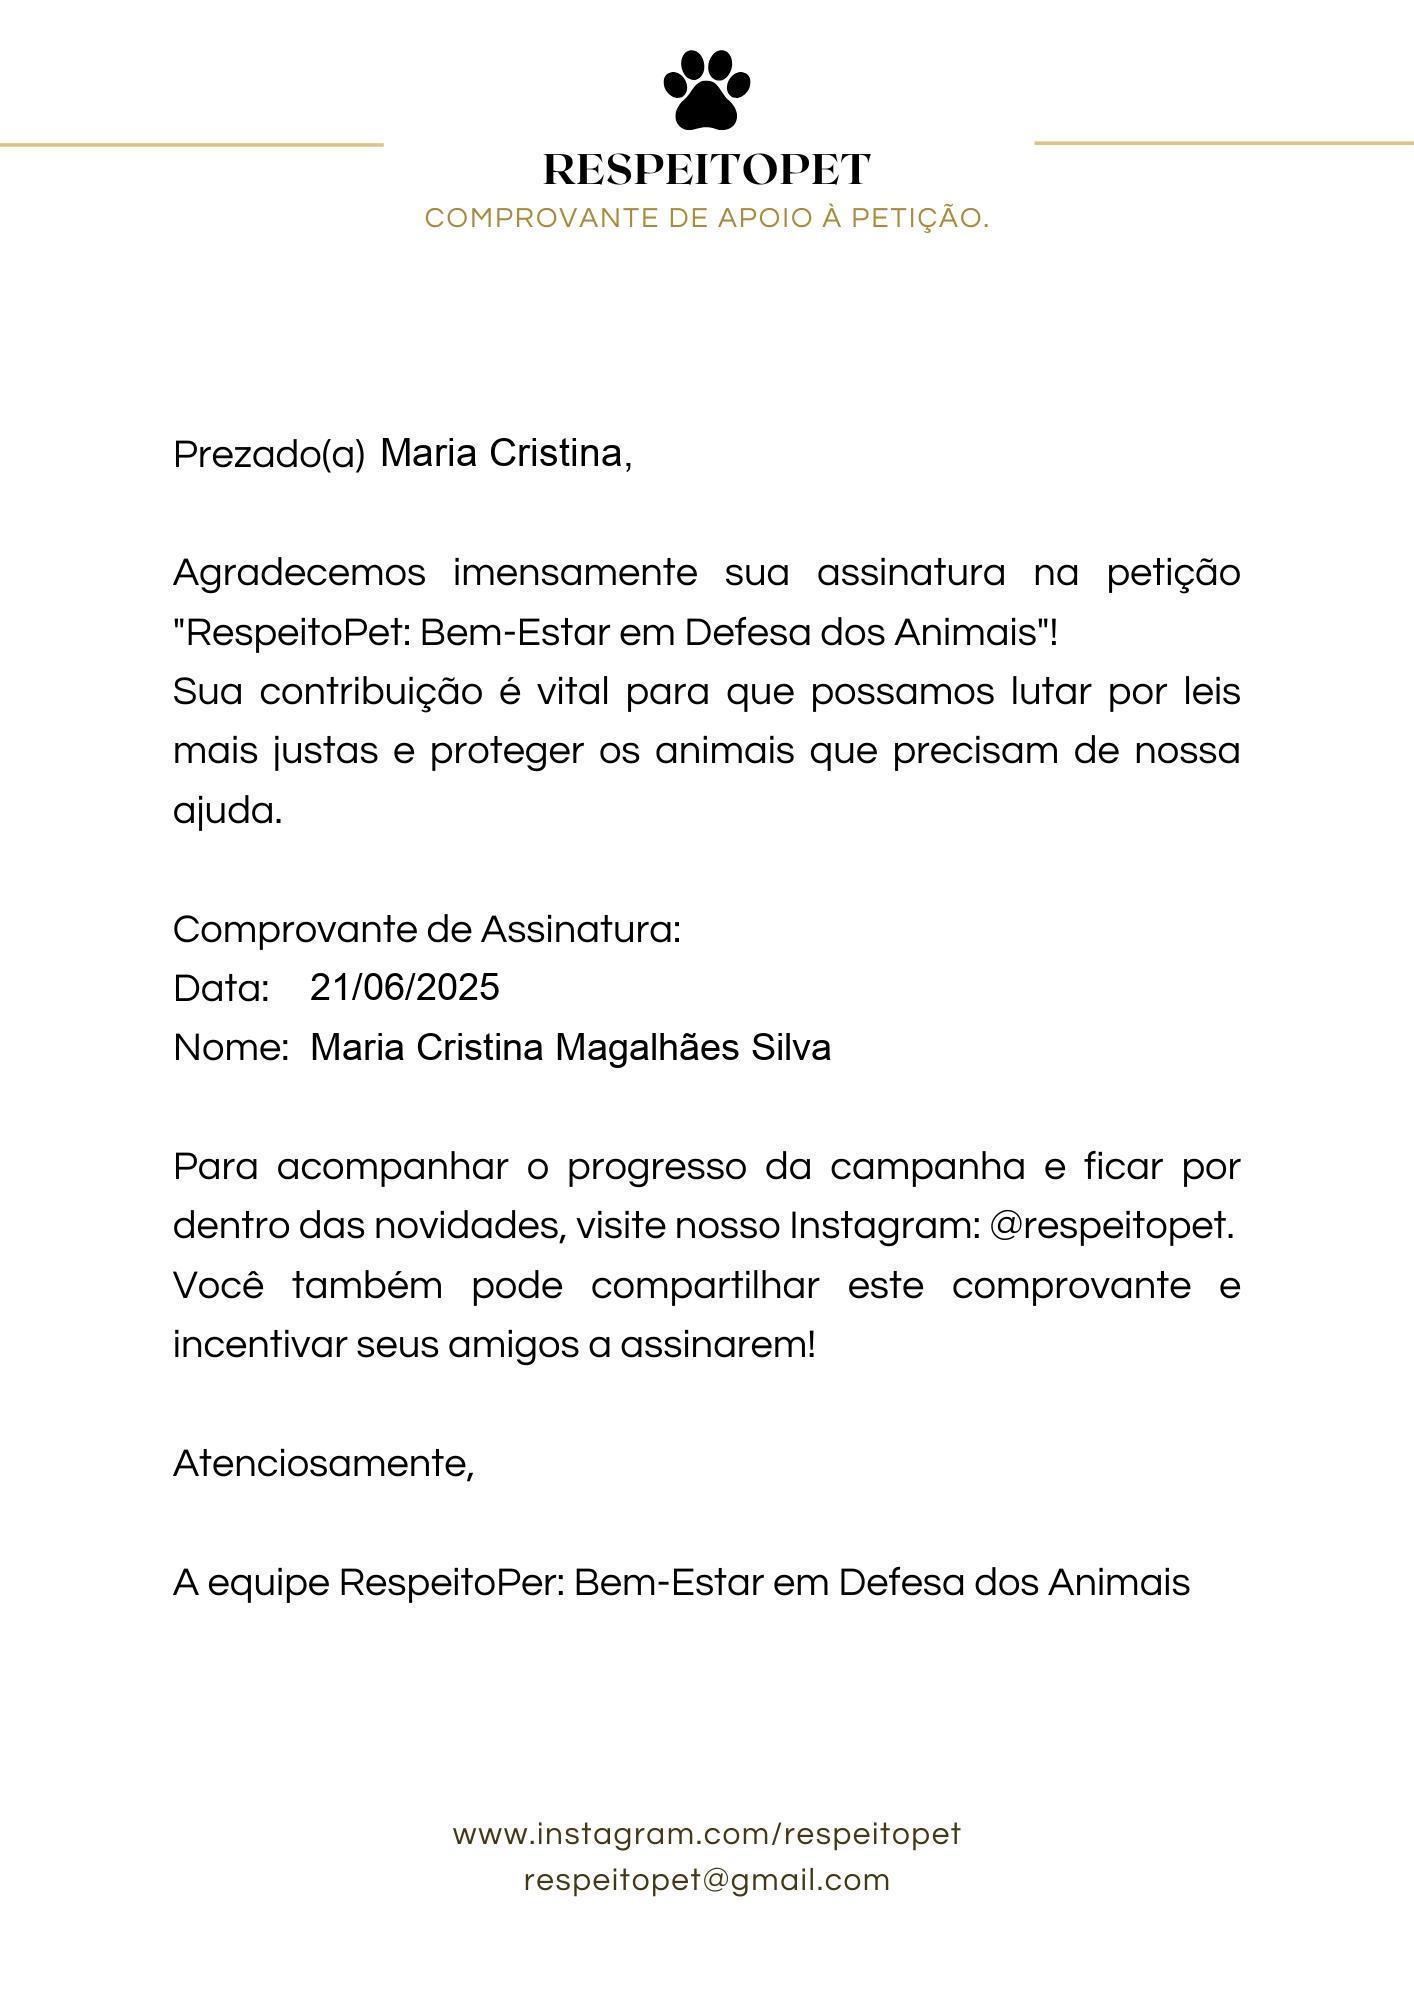 RESPEITOPET
COMPROVANTE DE APOIO À PETIÇÃO.
Prezado(a) Maria Cristina,
Agradecemos imensamente sua assinatura na petição
"RespeitoPet: Bem-Estar em Defesa dos Animais"!
Sua contribuição é vital para que possamos lutar por leis
mais justas e proteger os animais que precisam de nossa
ajuda.
Comprovante de Assinatura:
Data: 21/06/2025
Nome: Maria Cristina Magalhães Silva
Para acompanhar o progresso da campanha e ficar por
dentro das novidades, visite nosso Instagram: @respeitopet.
Você também pode compartilhar este comprovante e
incentivar seus amigos a assinarem!
Atenciosamente,
A equipe RespeitoPer: Bem-Estar em Defesa dos Animais
www.instagram.com/respeitopet
respeitopet@gmail.com